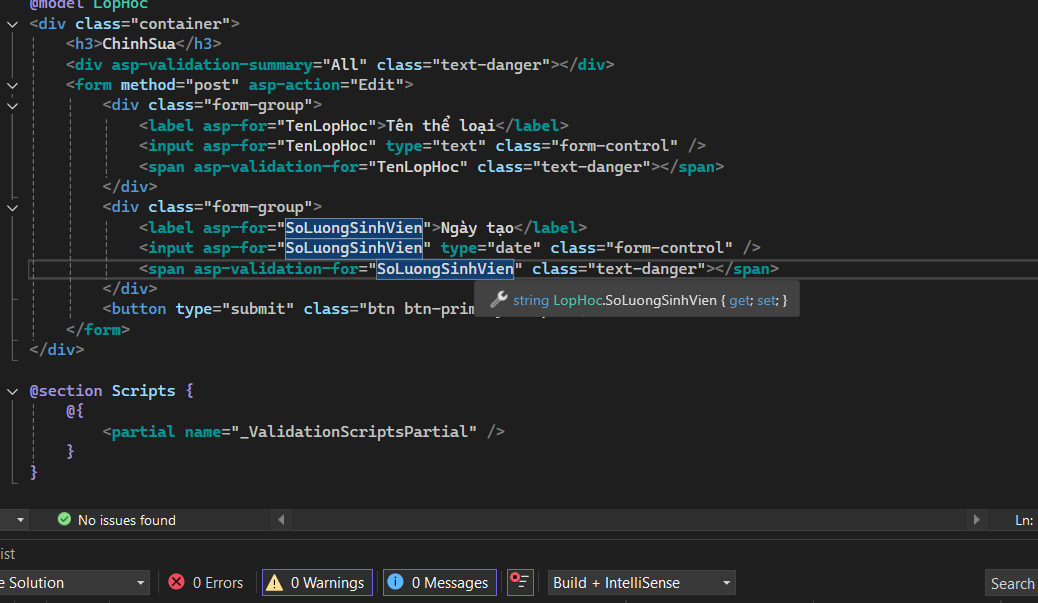 @model LopHoc
<div class="container">
<h3>ChinhSua</h3>
<div asp-validation-summary="All" class="text-danger"></div>
<form method="post" asp-action="Edit">
<div class="form-group">
<label asp-for="TenLopHoc">Tên thể loại</label>
<input asp-for="TenLopHoc" type="text" class="form-control" />
<span asp-validation-for="TenLopHoc" class="text-danger"></span>
</div>
<div class="form-group">
<label asp-for="SoLuongSinhVien">Ngày tạo</label>
<input asp-for="SoLuongSinhVien" type="date" class="form-control" />
<span asp-validation-for="SoLuongSinhVien" class="text-danger"></span>
</div>
string LopHoc.SoLuongSinhVien { get; set; }
<button type="submit" class="btn btn-prim
</form>
</div>
@section Scripts {
@{
<partial name="_ValidationScriptsPartial" />
}
}
No issues found
Ln:
ist
e Solution
0 Errors
0 Warnings
0 Messages
Build + IntelliSense
Search